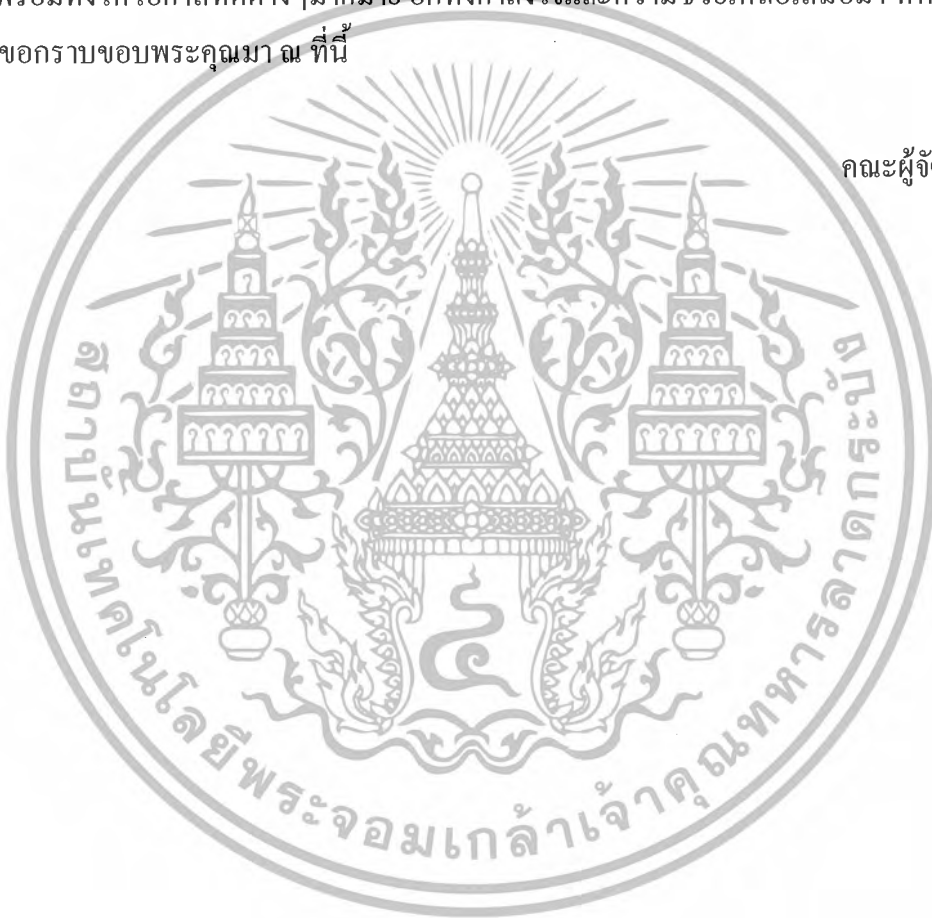 ขอกราบขอบพระคุณมา ณ ที่นี้
คณะผู้จั
สถาบันเทคโนโลยีพระจอมเกล้าเจ้าคุณทหารลาดกระบัง
๔